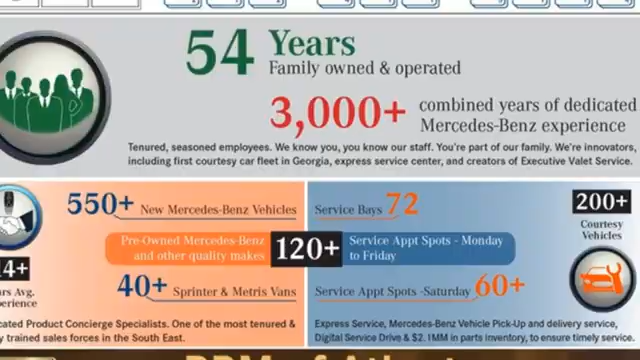 54 Years
Family owned & operated
3,000+ combined years of dedicated
Mercedes-Benz experience
Tenured, seasoned employees. We know you, you know our staff. You're part of our family. We're innovators,
including first courtesy car fleet in Georgia, express service center, and creators of Executive Valet Service.
550+ New Mercedes-Benz Vehicles
Pre-Owned Mercedes-Benz
and other quality makes
120+
40+ Sprinter & Metris Vans
Service Bays 72
Service Appt Spots - Monday
to Friday
Service Appt Spots -Saturday 60+
200+
Courtesy
Vehicles
4+
rs Avg.
perience
cated Product Concierge Specialists. One of the most tenured &
y trained sales forces in the South East.
Express Service, Mercedes-Benz Vehicle Pick-Up and delivery service,
Digital Service Drive & $2.1MM in parts inventory, to ensure timely service.